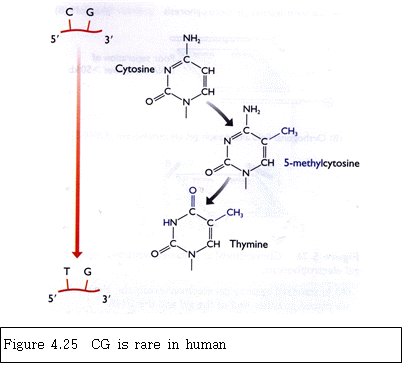 C G
5' 3'
NH₂
Cytosine
N
CH
CH
O
C
C
N
NH₂
C
CH₃
N
C
5-methylcytosine
C
CH
O
N
O
C
CH₃
HN
C
Thymine
C
CH
O
N
T G
5' 3'
Figure 4.25 CG is rare in human